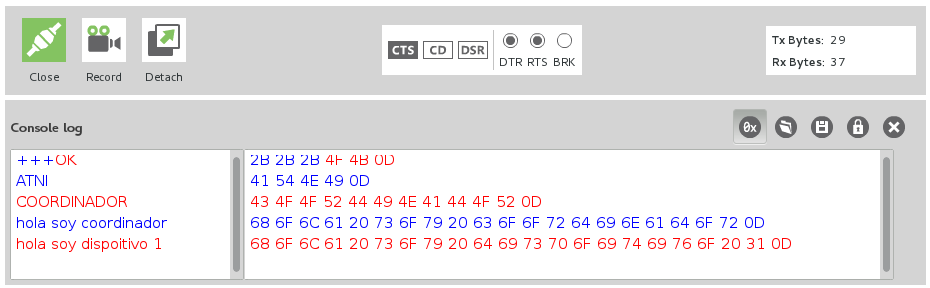 Close
Record
Detach
CTS CD DSR
DTR RTS BRK
Tx Bytes: 29
Rx Bytes: 37
Console log
0x
+++OK
2B 2B 2B 4F 4B 0D
ATNI
41 54 4E 49 0D
COORDINADOR
43 4F 4F 52 44 49 4E 41 44 4F 52 0D
hola soy coordinador
68 6F 6C 61 20 73 6F 79 20 63 6F 6F 72 64 69 6E 61 64 6F 72 0D
hola soy dispoitivo 1
68 6F 6C 61 20 73 6F 79 20 64 69 73 70 6F 69 74 69 76 6F 20 31 0D